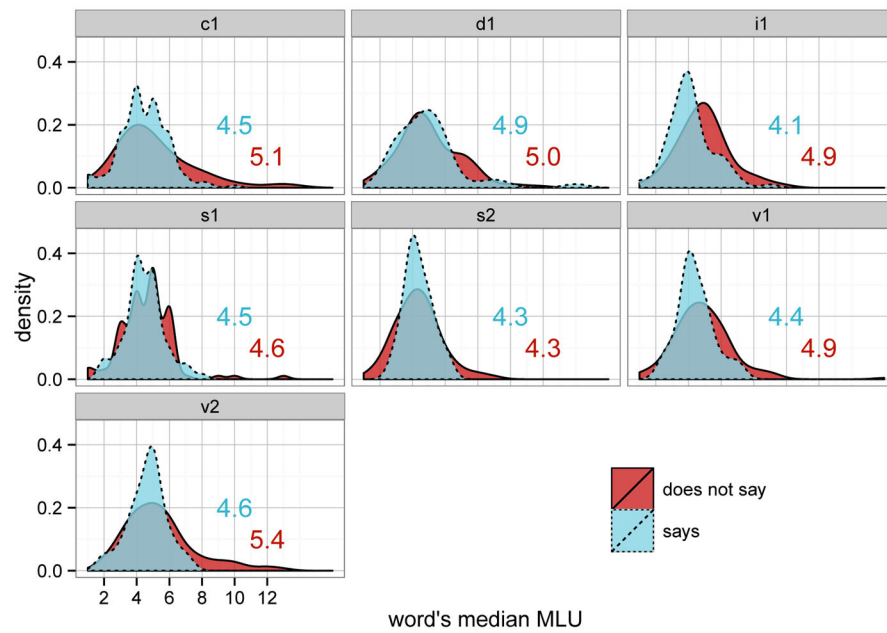 c1 d1 i1
0.4
0.2
0.0
4.5 4.9 4.1
5.1 5.0 4.9
s1 s2 v1
0.4
0.2
0.0
4.5 4.3 4.4
4.6 4.3 4.9
density
v2
0.4
0.2
0.0
4.6
5.4
does not say
says
2 4 6 8 10 12
word's median MLU